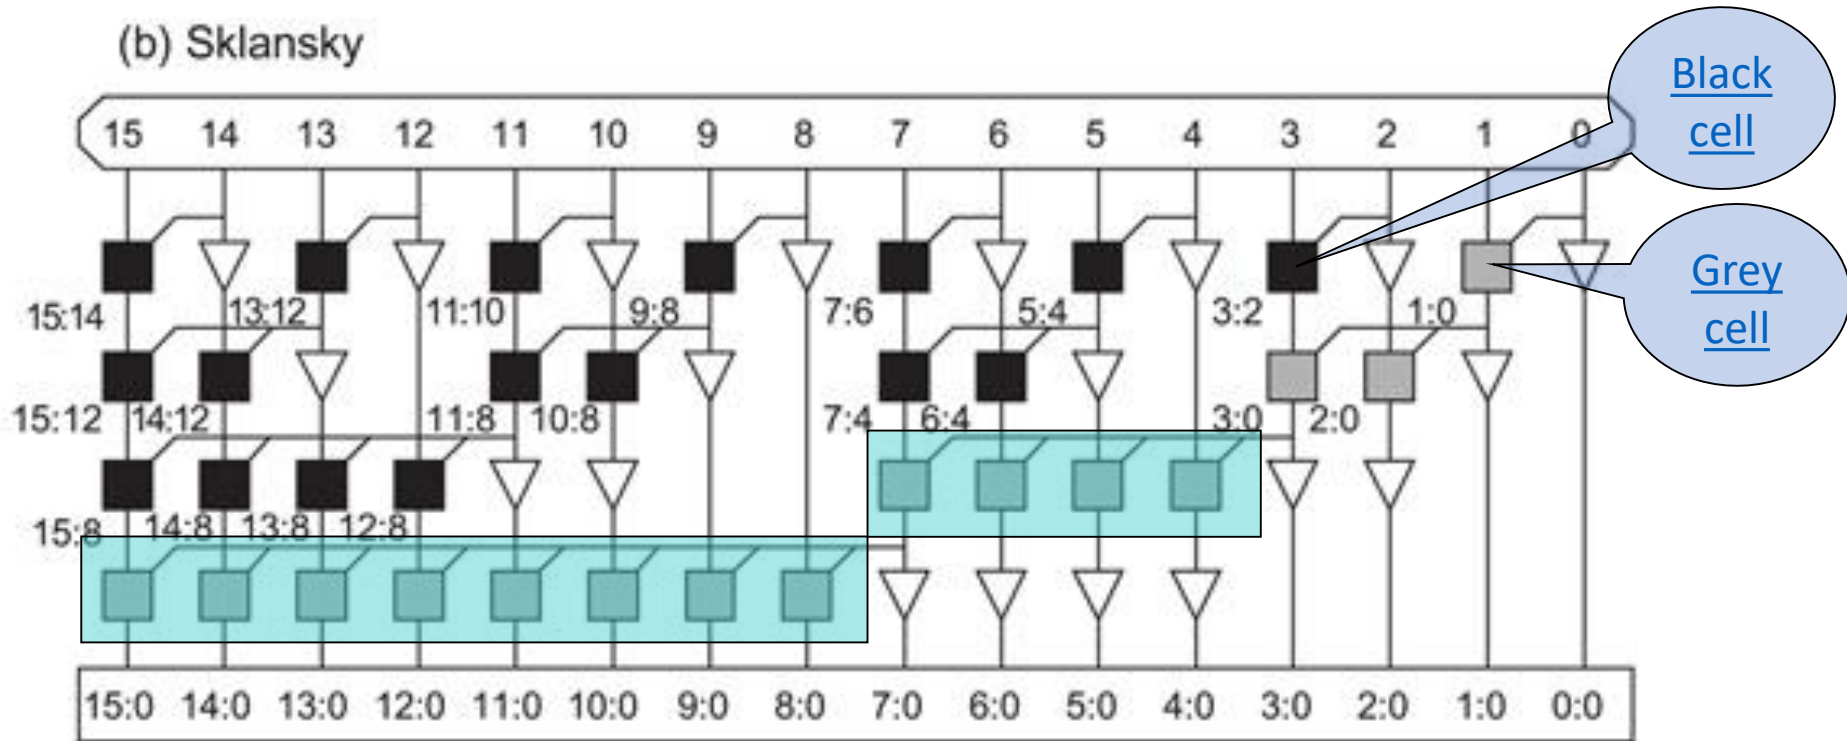 (b) Sklansky
Black
cell
15 14 13 12 11 10 9 8 7 6 5 4 3 2 1 0
Grey
cell
15:14 13:12 11:10 9:8 7:6 5:4 3:2 1:0
15:12 14:12 11:8 10:8 7:4 6:4 3:0 2:0
15:8 14:8 13:8 12:8
15:0 14:0 13:0 12:0 11:0 10:0 9:0 8:0 7:0 6:0 5:0 4:0 3:0 2:0 1:0 0:0